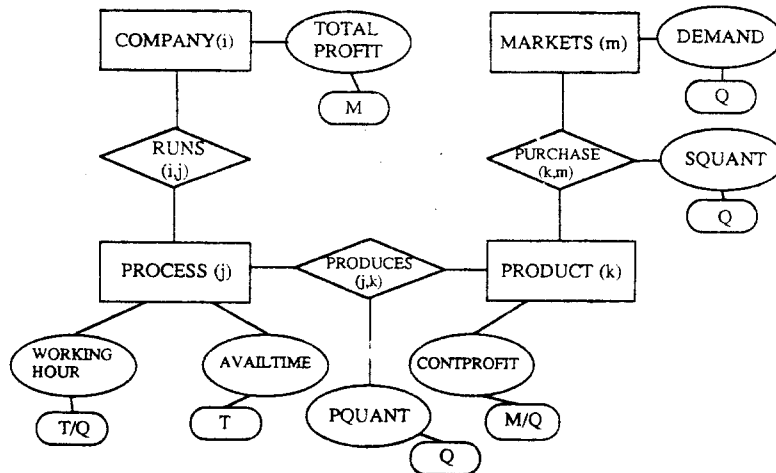 COMPANY(i)
TOTAL
PROFIT
M
MARKETS (m)
DEMAND
Q
RUNS
(i,j)
PURCHASE
(k,m)
SQUANT
Q
PROCESS (j)
PRODUCES
(j,k)
PRODUCT (k)
WORKING
HOUR
T/Q
AVAILTIME
T
PQUANT
Q
CONTPROFIT
M/Q